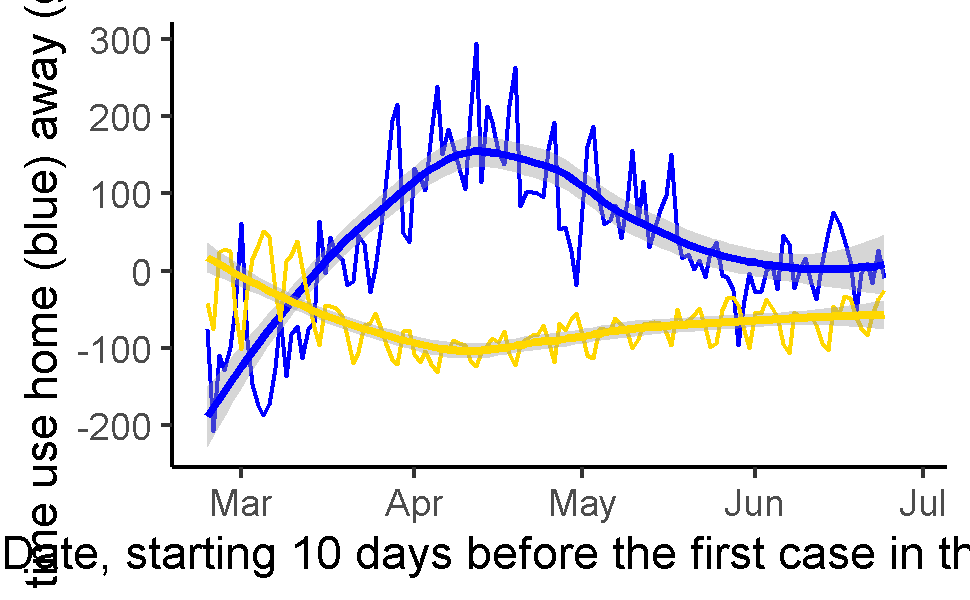 time use home (blue) away (
300
200
100
0
-100
-200
Mar Apr May Jun Jul
Date, starting 10 days before the first case in th